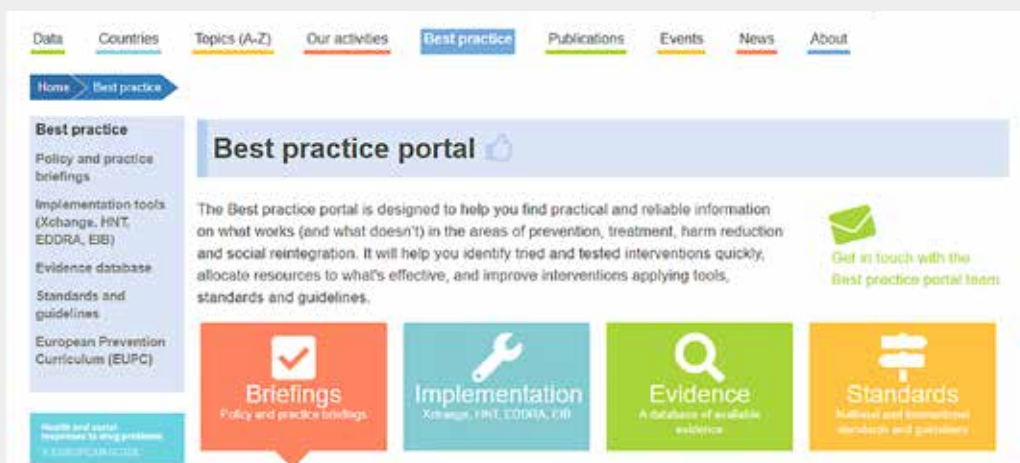 Data Countries Topics (A-Z) Our activities Best practice Publications Events News About
Home Best practice
Best practice
Policy and practice
briefings
Implementation tools
(Xchange, HNT,
EDDRA, EIB)
Evidence database
Standards and
guidelines
European Prevention
Curriculum (EUPC)
Health and social
responses to drug problems:
Best practice portal
The Best practice portal is designed to help you find practical and reliable information
on what works (and what doesn't) in the areas of prevention, treatment, harm reduction
and social reintegration. It will help you identify tried and tested interventions quickly,
allocate resources to what's effective, and improve interventions applying tools,
standards and guidelines.
Get in touch with the
Best practice portal team
Briefings
Policy and practice briefings
Implementation
Xchange, HNT, EDDRA, EIB
Evidence
A database of available
evidence
Standards
National and international
standards and guidelines